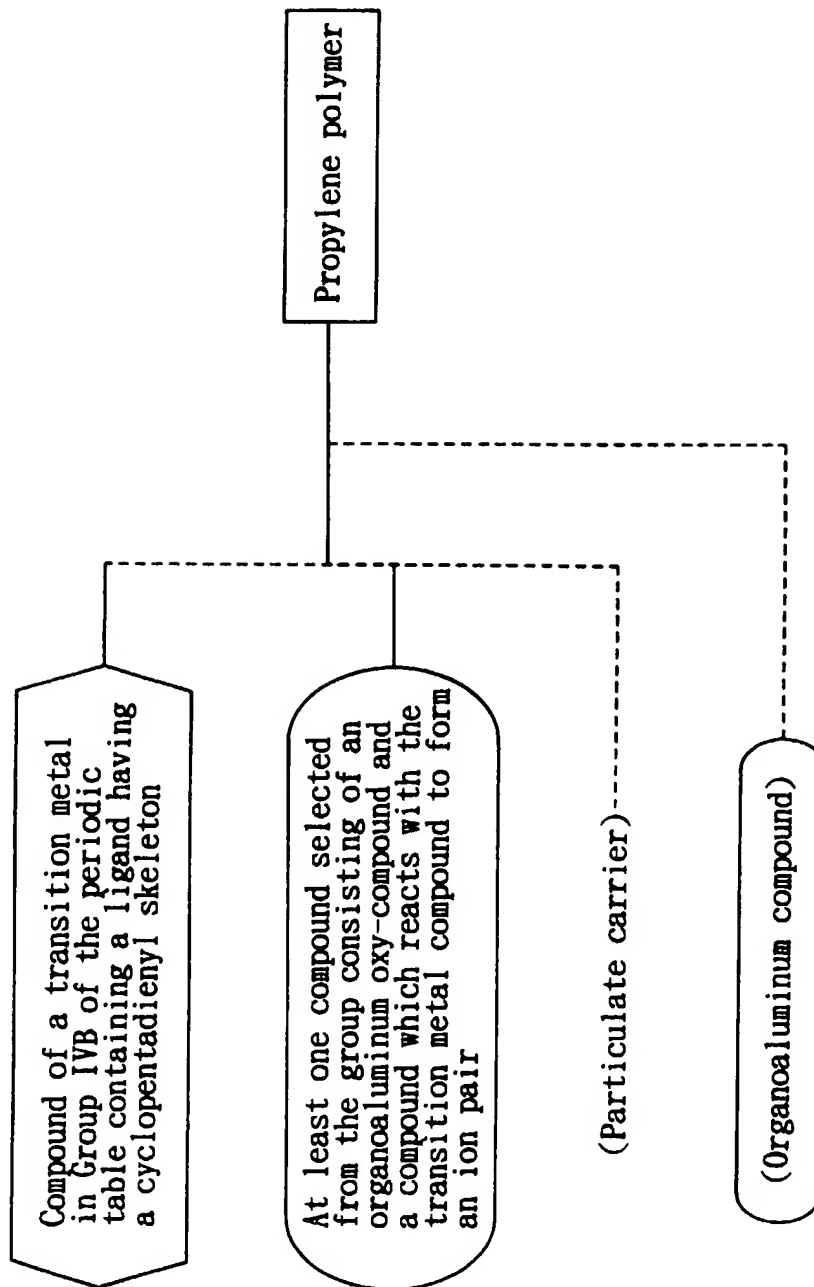 Compound of a transition metal
in Group IVB of the periodic
table containing a ligand having
a cyclopentadienyl skeleton
At least one compound selected
from the group consisting of an
organoaluminum oxy-compound and
a compound which reacts with the
transition metal compound to form
an ion pair
(Particulate carrier)
(Organoaluminum compound)
Propylene polymer